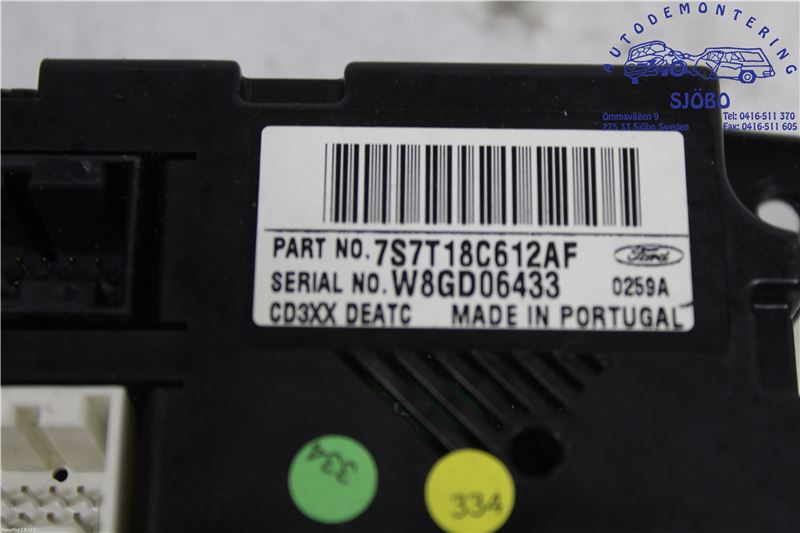 AUTODEMONTERING
SJÖBO
Ommavägen 9
275 33 Sjöbo Sweden
Tel: 0416-511 370
Fax: 0416-511 605
PART NO. 7S7T18C612AF
Ford
SERIAL NO. W8GD06433
0259A
CD3XX DEATC
MADE IN PORTUGAL
334
334